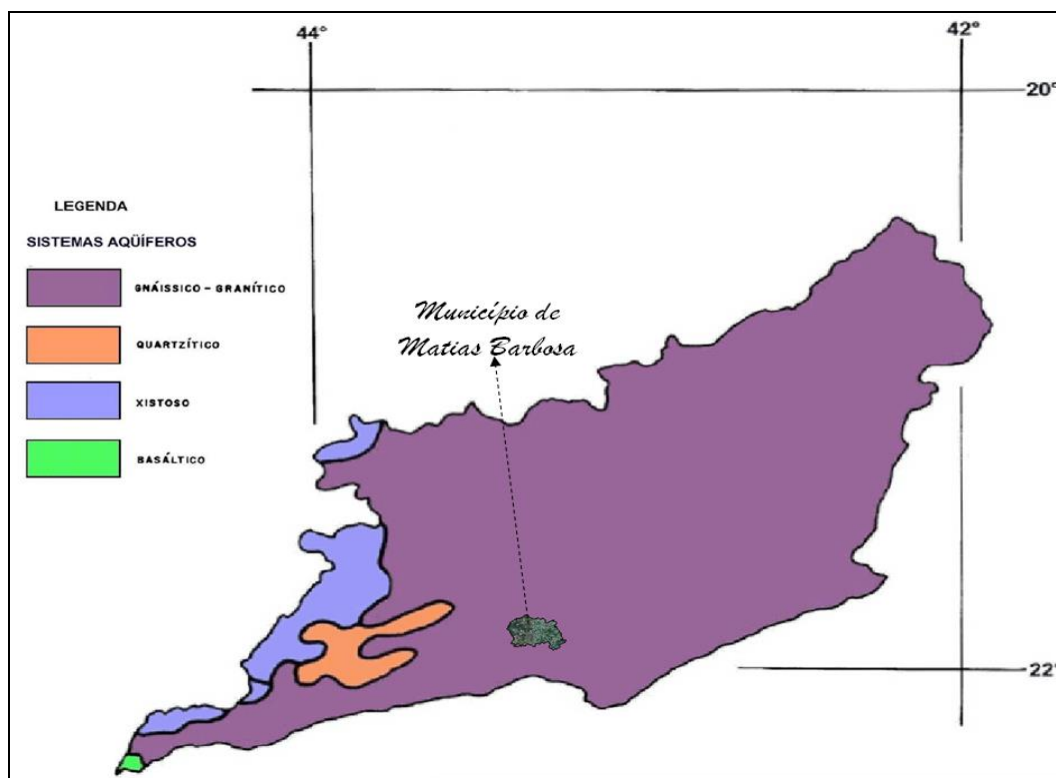 44°
42°
20°
LEGENDA
SISTEMAS AQÜÍFEROS
GNÁISSICO - GRANÍTICO
QUARTZÍTICO
XISTOSO
BASÁLTICO
Município de
Matias Barbosa
22°